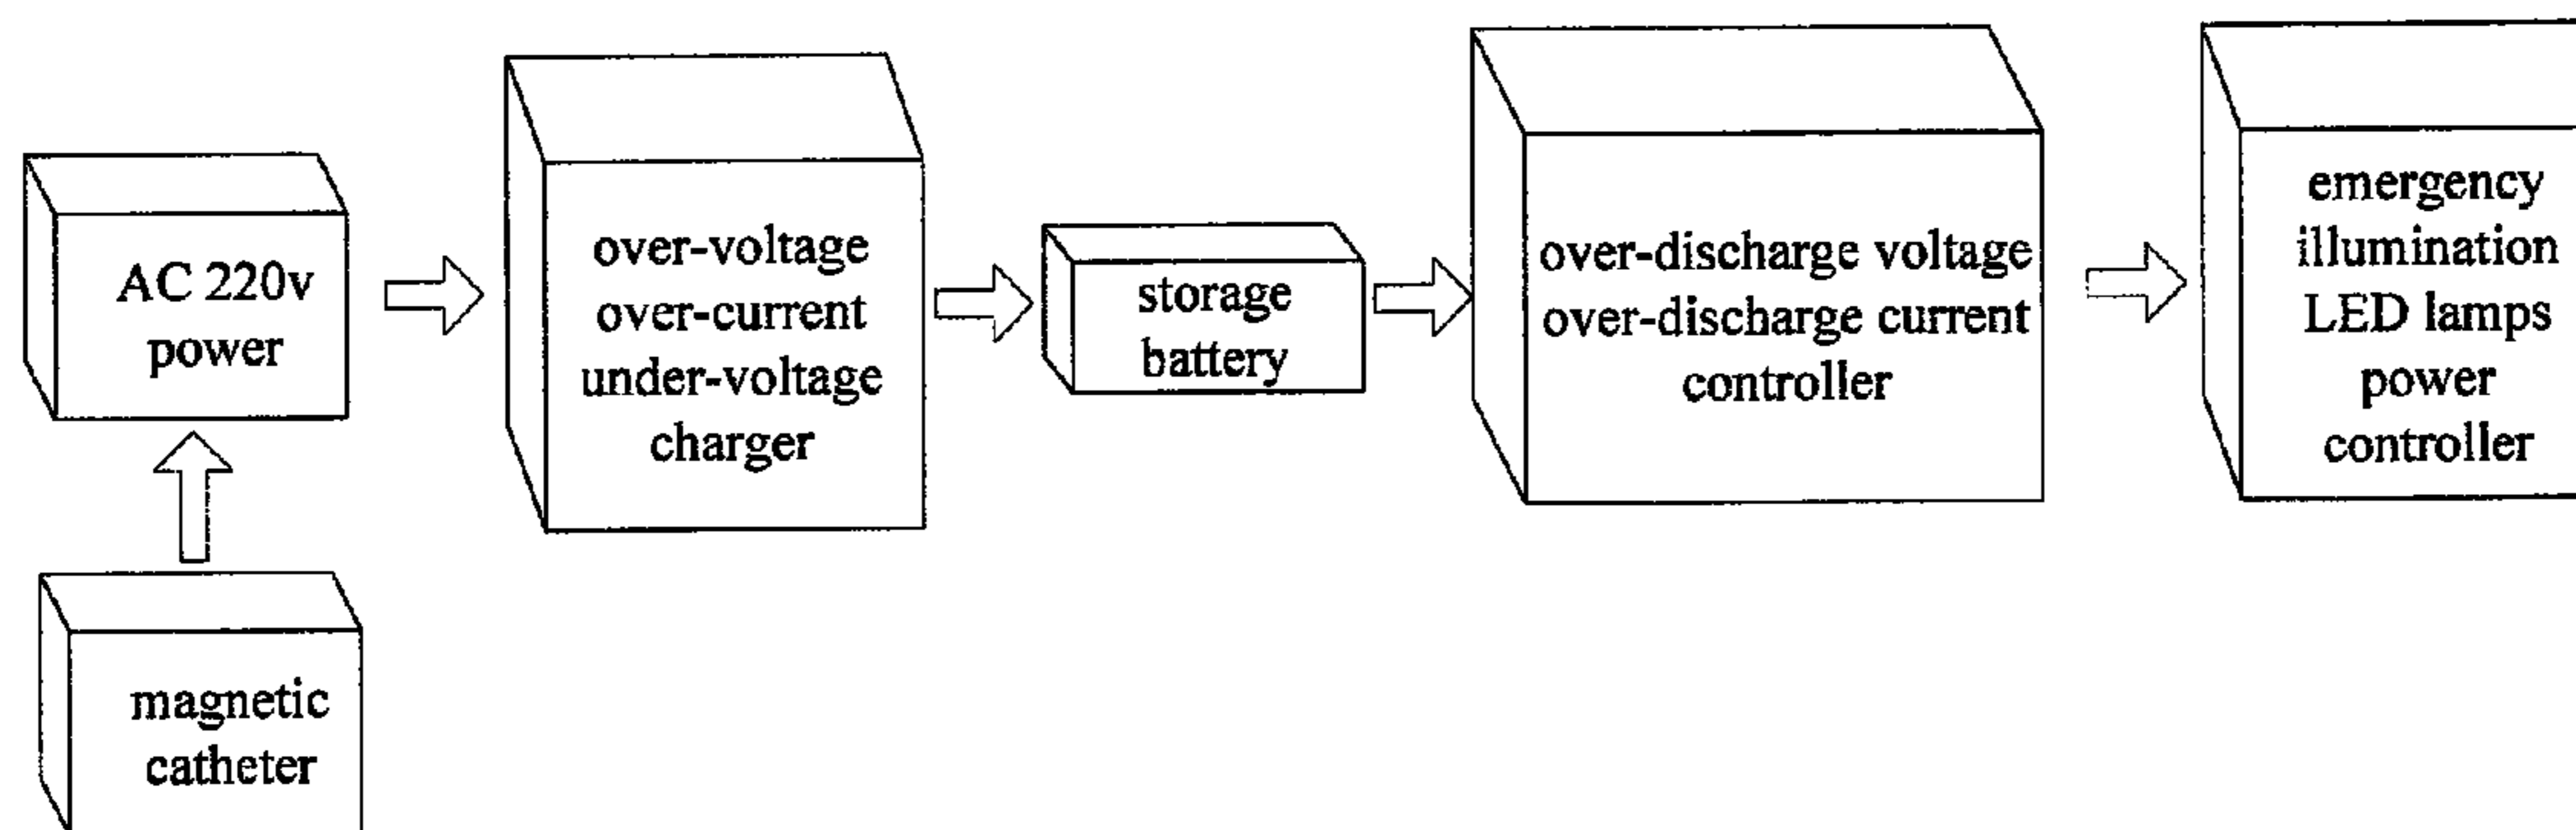 AC 220v
power
over-voltage
over-current
under-voltage
charger
storage
battery
over-discharge voltage
over-discharge current
controller
emergency
illumination
LED lamps
power
controller
magnetic
catheter